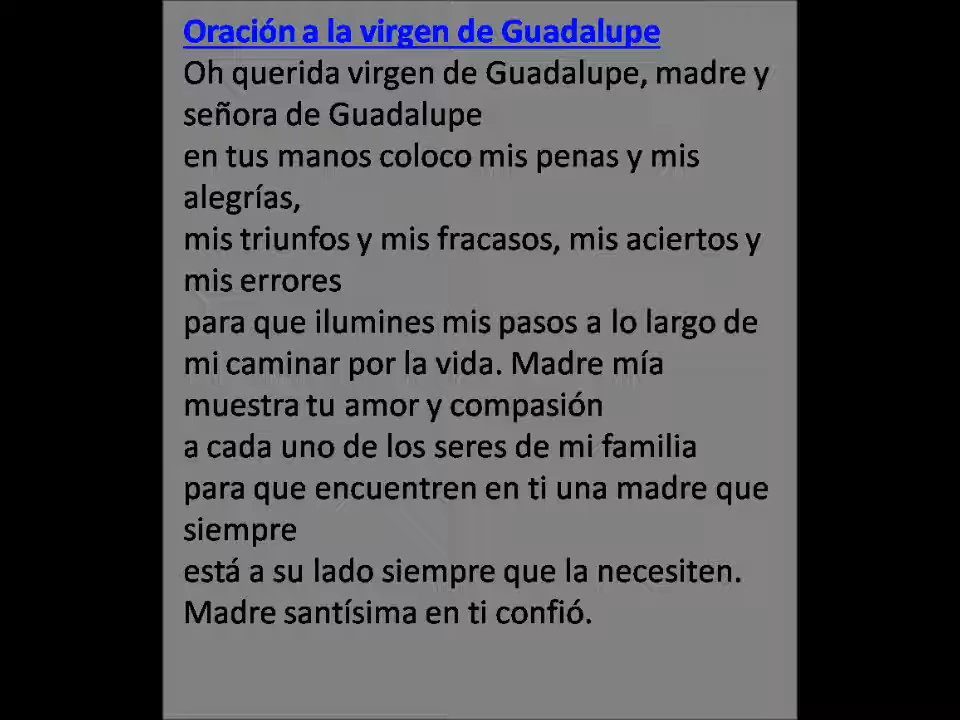 Oración a la virgen de Guadalupe
Oh querida virgen de Guadalupe, madre y
señora de Guadalupe
en tus manos coloco mis penas y mis
alegrías,
mis triunfos y mis fracasos, mis aciertos y
mis errores
para que ilumines mis pasos a lo largo de
mi caminar por la vida. Madre mía
muestra tu amor y compasión
a cada uno de los seres de mi familia
para que encuentren en ti una madre que
siempre
está a su lado siempre que la necesiten.
Madre santísima en ti confió.